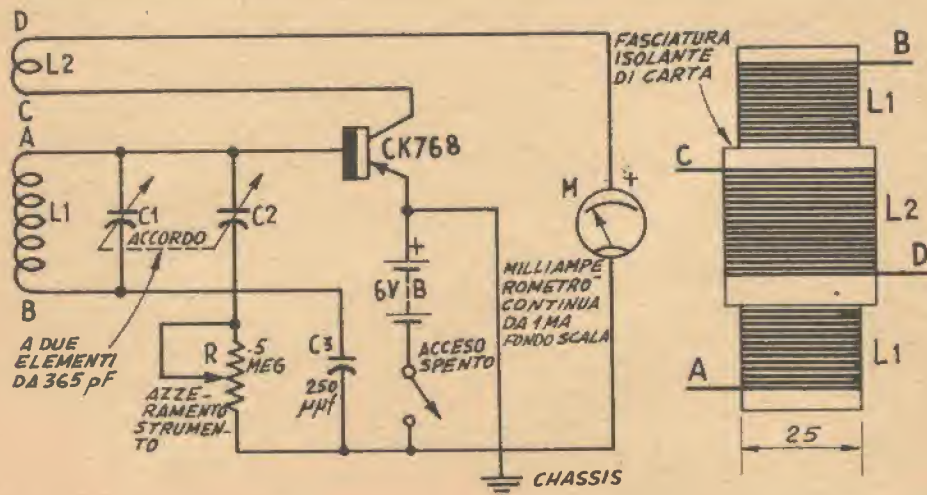 D
L2
C
A
L1
B
C1
ACCORDO
C2
A DUE
ELEMENTI
DA 365 pF
R
.5
MEG
AZZE-
RAMENTO
STRUMEN-
TO
C3
250
µµf
CK768
+
6V B
ACCESO
SPENTO
CHASSIS
M
+
MILLIAMPE
ROMETRO
CONTINUA
DA 1 MA
FONDO SCALA
FASCIATURA
ISOLANTE
DI CARTA
B
L1
C
L2
D
L1
A
25